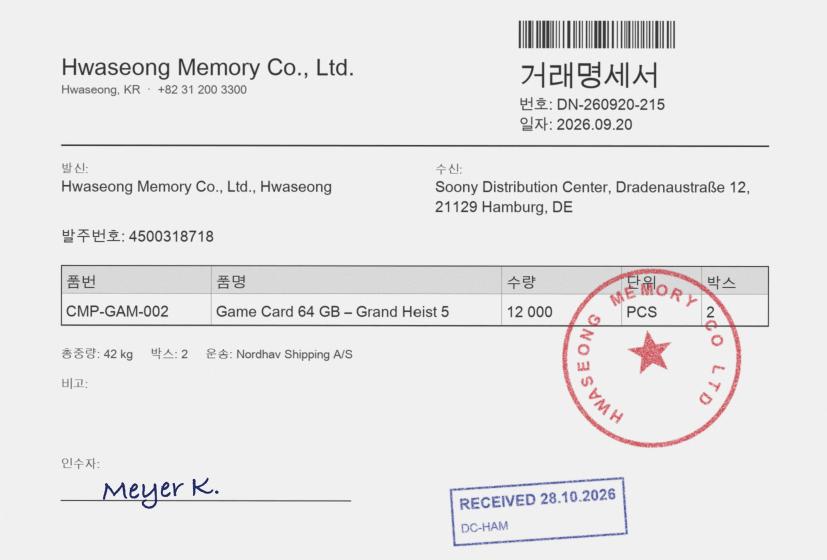 Hwaseong Memory Co., Ltd.
Hwaseong, KR · +82 31 200 3300
거래명세서
번호: DN-260920-215
일자: 2026.09.20
발신:
Hwaseong Memory Co., Ltd., Hwaseong
수신:
Soony Distribution Center, Dradenaustraße 12,
21129 Hamburg, DE
발주번호: 4500318718
품번 품명 수량 단위 박스
CMP-GAM-002 Game Card 64 GB – Grand Heist 5 12 000 PCS 2
총중량: 42 kg 박스: 2 운송: Nordhav Shipping A/S
비고:
HWASEONG MEMORY CO LTD
인수자:
Meyer K.
RECEIVED 28.10.2026
DC-HAM